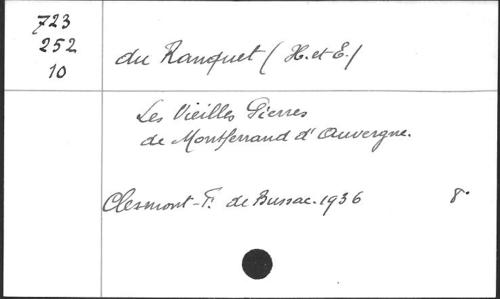 723
252
10
du Ranquet (H. et E.)
Les Vieilles Pierres
de Montferrand d'Auvergne.
Clermont-F. de Bussac. 1936 8°